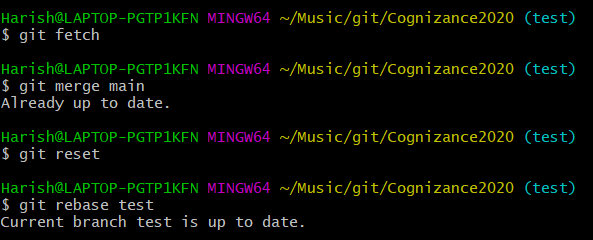 Harish@LAPTOP-PGTP1KFN MINGW64 ~/Music/git/Cognizance2020 (test)
$ git fetch
Harish@LAPTOP-PGTP1KFN MINGW64 ~/Music/git/Cognizance2020 (test)
$ git merge main
Already up to date.
Harish@LAPTOP-PGTP1KFN MINGW64 ~/Music/git/Cognizance2020 (test)
$ git reset
Harish@LAPTOP-PGTP1KFN MINGW64 ~/Music/git/Cognizance2020 (test)
$ git rebase test
Current branch test is up to date.